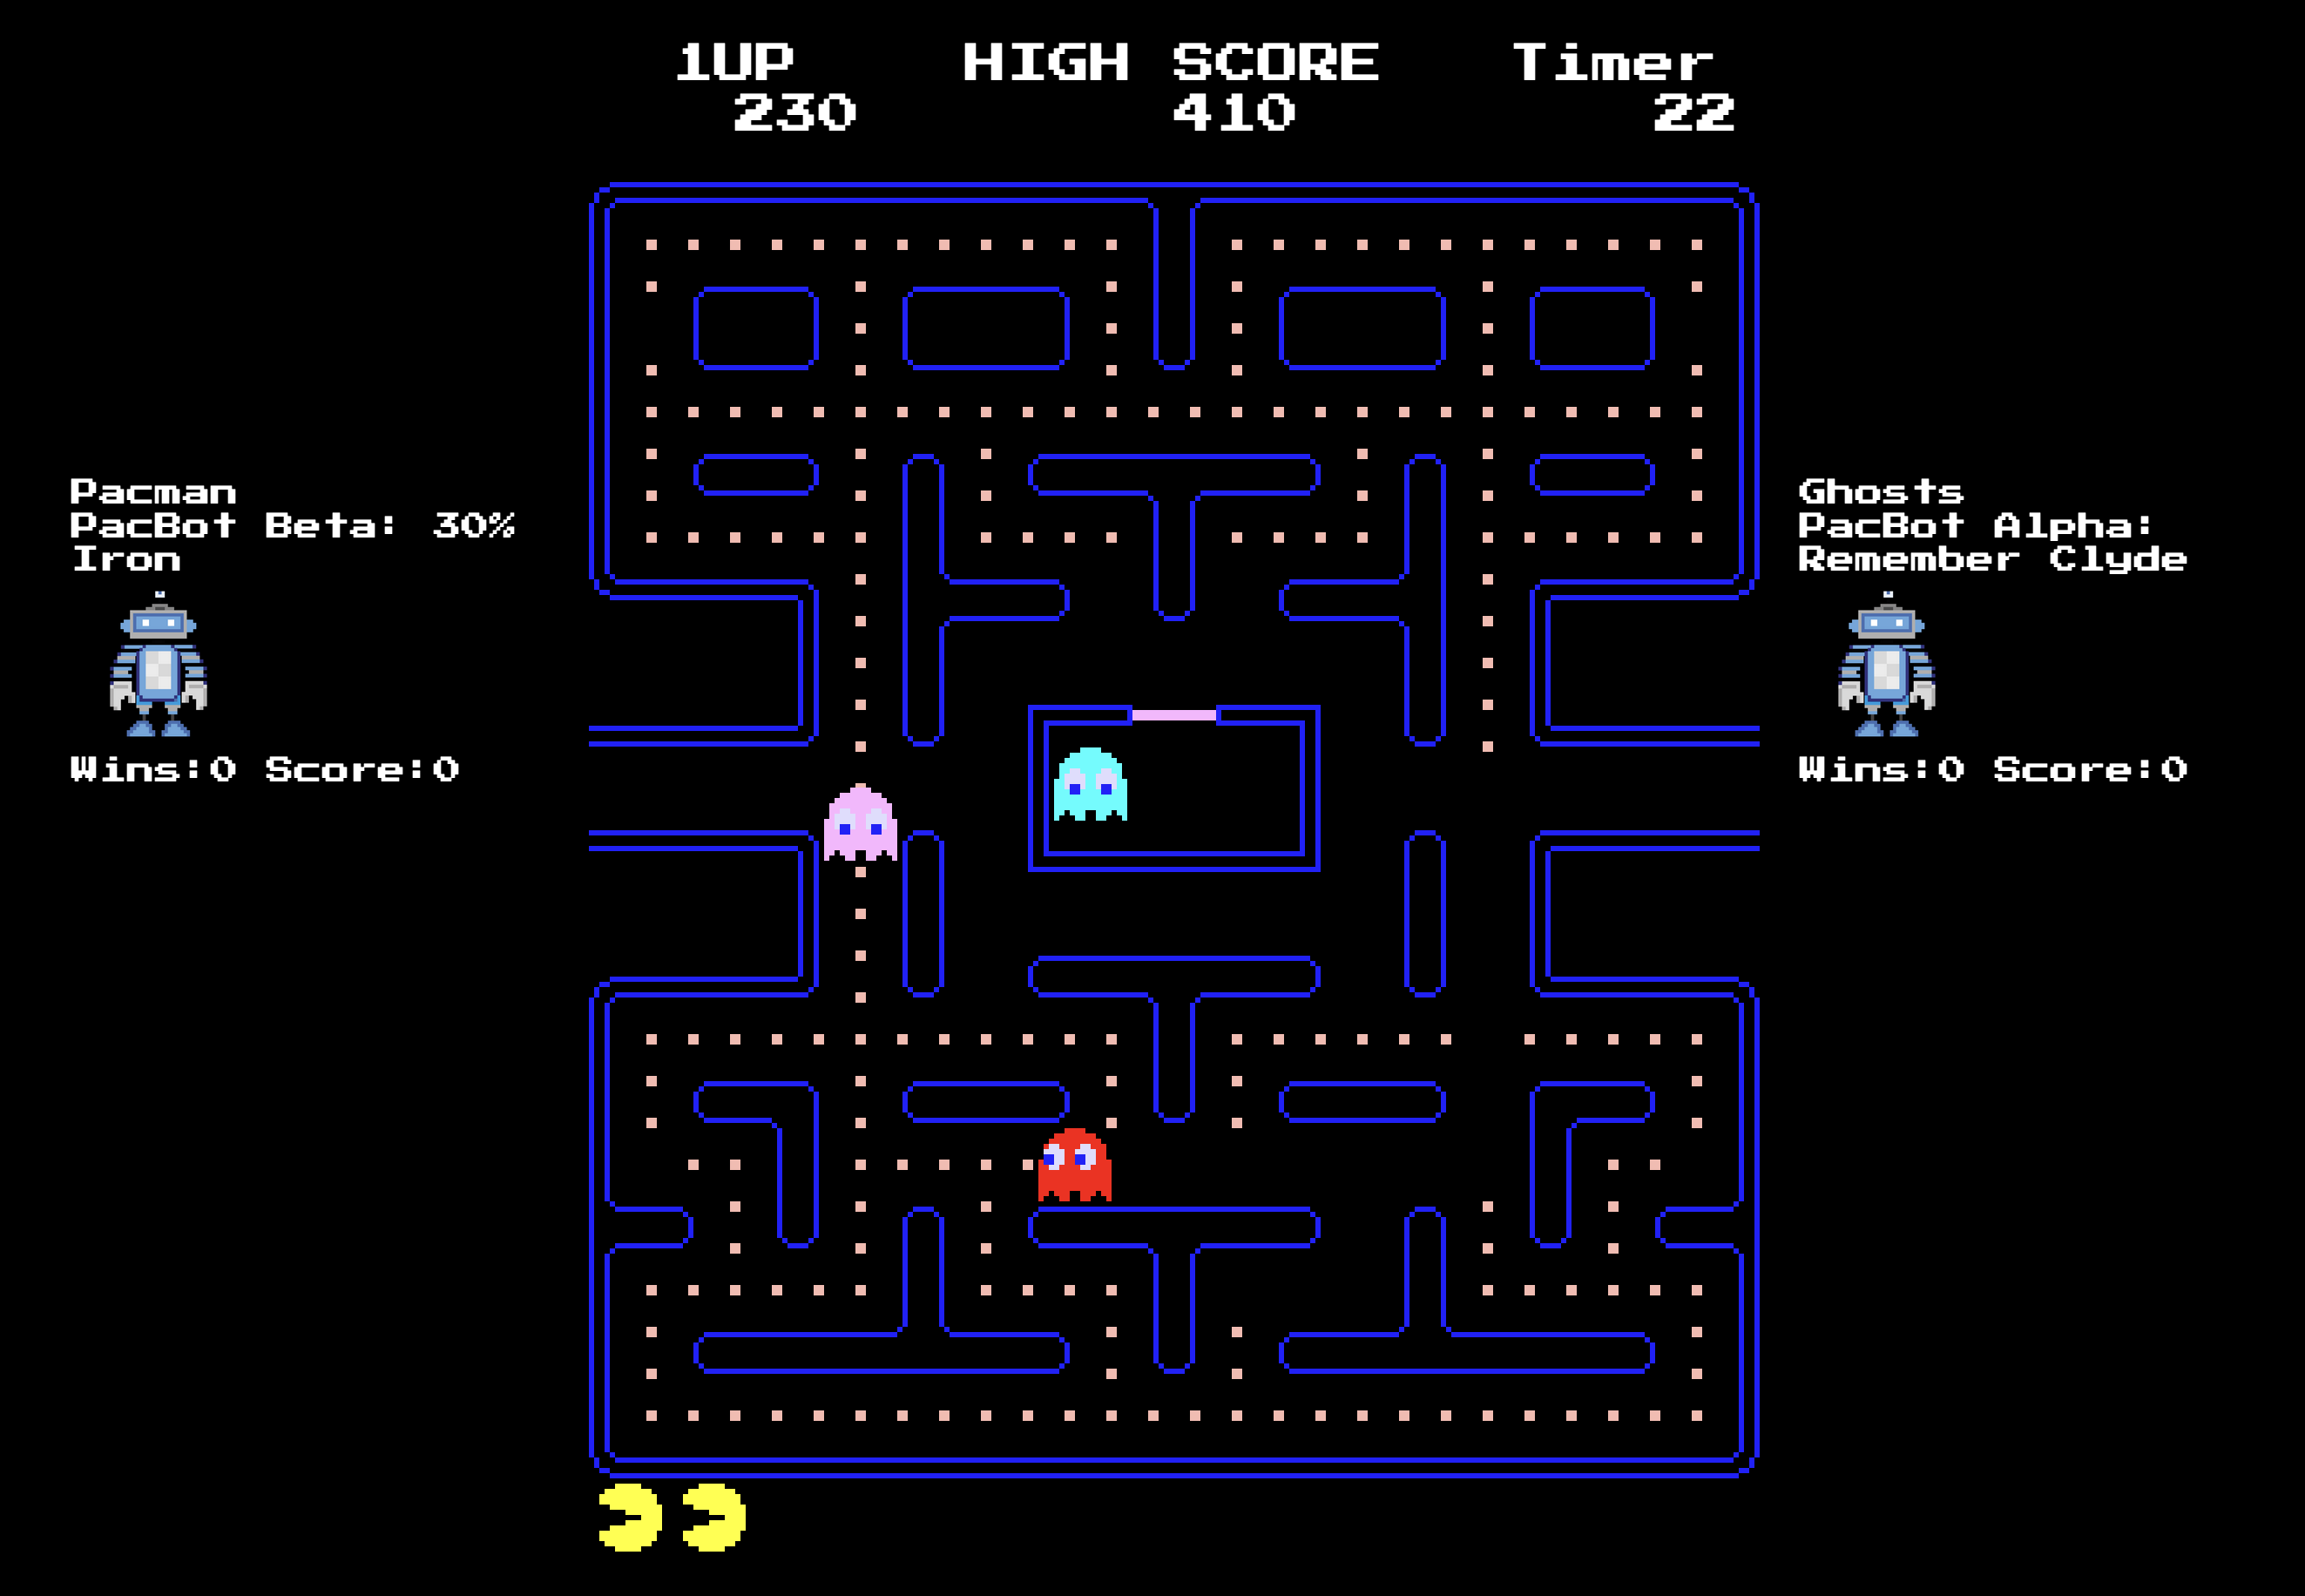 1UP HIGH SCORE Timer
230 410 22
Pacman
PacBot Beta: 30%
Iron
Wins:0 Score:0
Ghosts
PacBot Alpha:
Remember Clyde
Wins:0 Score:0